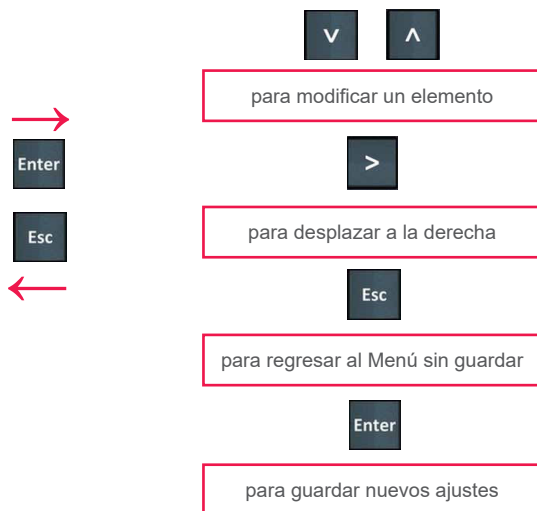 para modificar un elemento
Enter
>
Esc
para desplazar a la derecha
Esc
para regresar al Menú sin guardar
Enter
para guardar nuevos ajustes